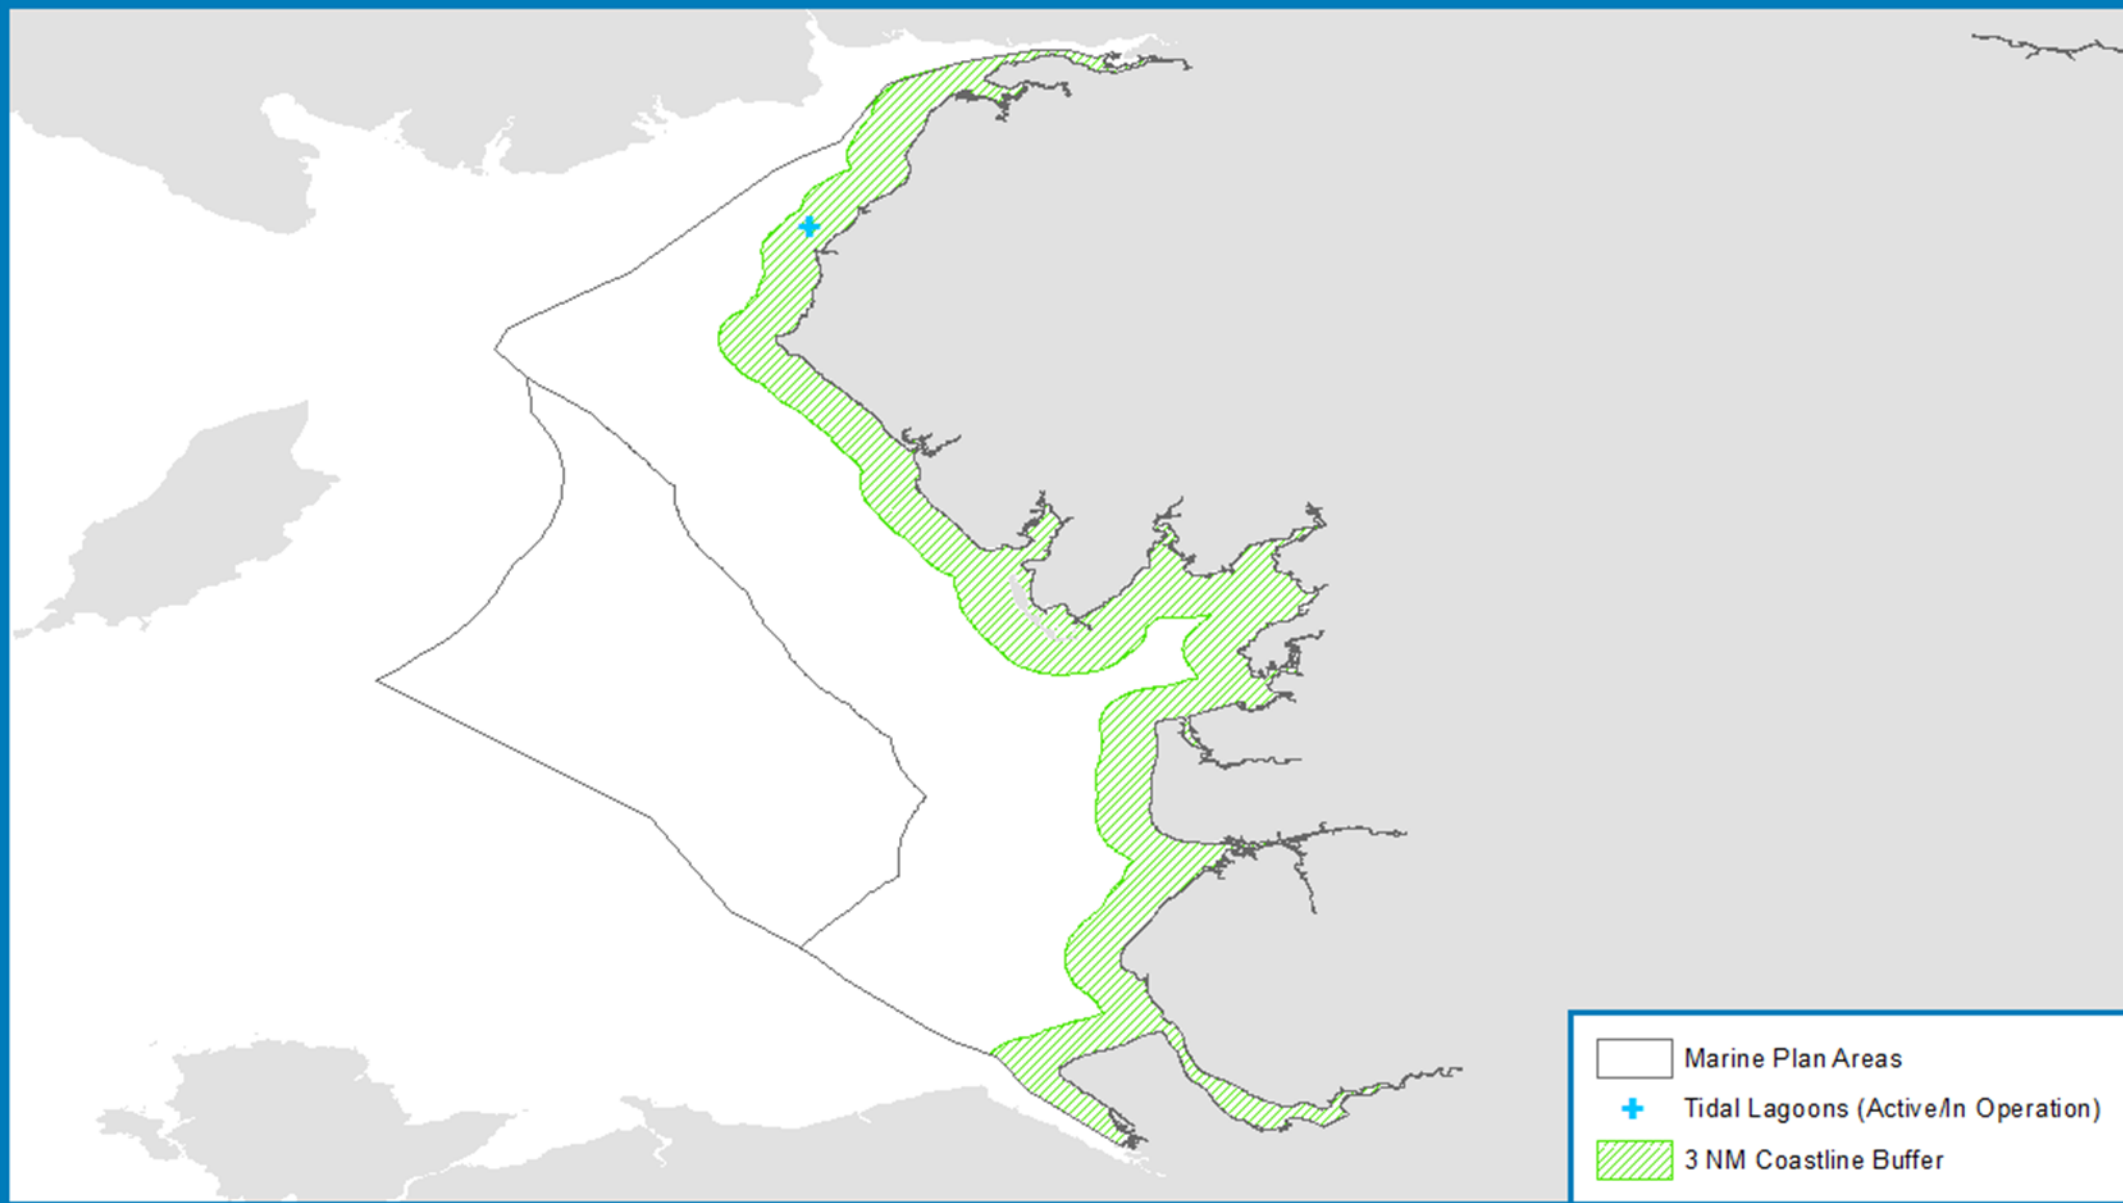 Marine Plan Areas
Tidal Lagoons (Active/In Operation)
3 NM Coastline Buffer